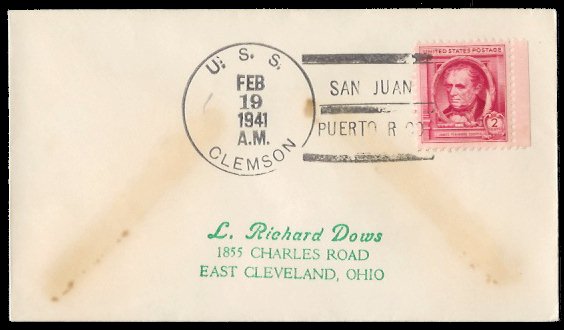 U. S. S.
FEB
19
1941
A.M.
CLEMSON
SAN JUAN
PUERTO RICO
UNITED STATES POSTAGE
2
L. Richard Dows
1855 CHARLES ROAD
EAST CLEVELAND, OHIO